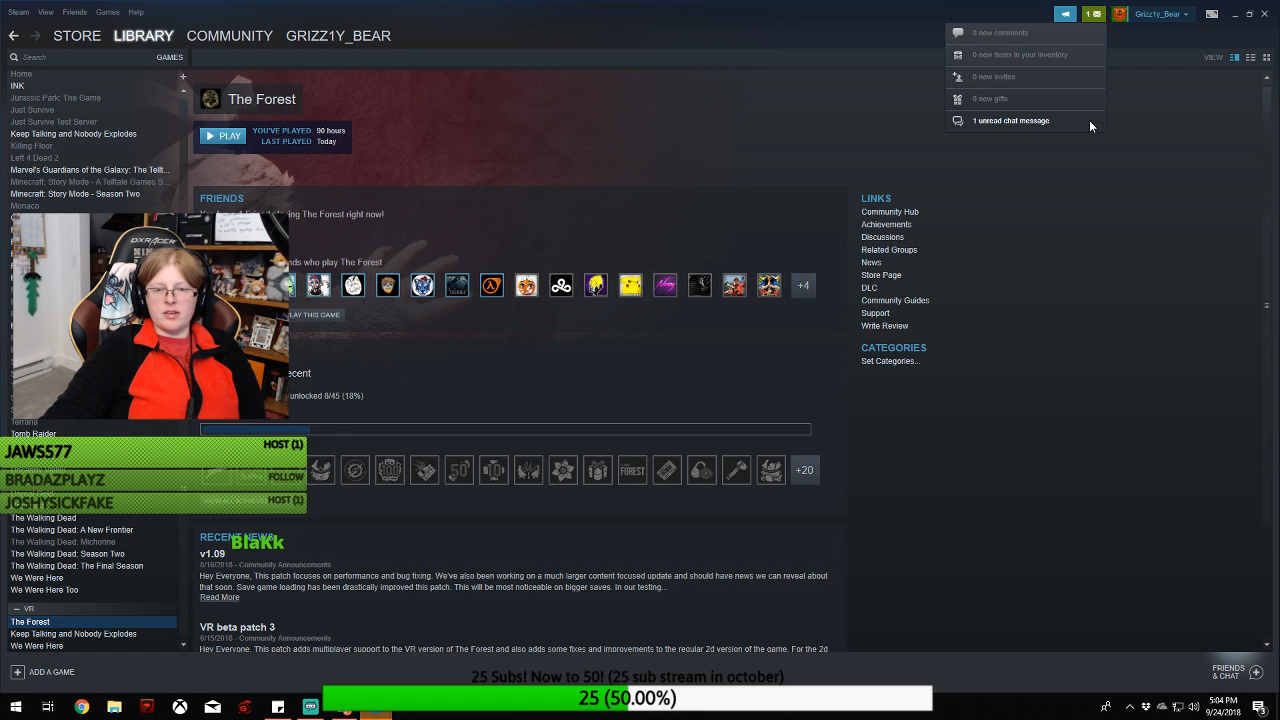 Steam View Friends Games Help
1 Grizz1y_Bear
STORE LIBRARY COMMUNITY GRIZZ1Y_BEAR
Search GAMES
VIEW
0 new comments
0 new items in your inventory
0 new invites
0 new gifts
1 unread chat message
Home
INK
Jurassic Park: The Game
Just Survive
Just Survive Test Server
Keep Talking and Nobody Explodes
Killing Floor
Left 4 Dead 2
Marvel's Guardians of the Galaxy: The Tellt...
Minecraft: Story Mode - A Telltale Games S...
Minecraft: Story Mode - Season Two
Monaco
The Forest
PLAY
YOU'VE PLAYED 90 hours
LAST PLAYED Today
FRIENDS
playing The Forest right now!
nds who play The Forest
+4
LAY THIS GAME
ecent
unlocked 8/45 (18%)
+20
LINKS
Community Hub
Achievements
Discussions
Related Groups
News
Store Page
DLC
Community Guides
Support
Write Review
CATEGORIES
Set Categories...
DXRACER
Terraria
Tomb Raider
JAWS577 HOST (1)
BRADAZPLAYZ FOLLOW
JOSHYSICKFAKE HOST (1)
The Walking Dead
The Walking Dead: A New Frontier
The Walking Dead: Michonne
The Walking Dead: Season Two
The Walking Dead: The Final Season
We Were Here
We Were Here Too
VR
The Forest
Keep Talking and Nobody Explodes
We Were Here
RECENT NEWS
BlaKk
v1.09
8/16/2018 - Community Announcements
Hey Everyone, This patch focuses on performance and bug fixing. We've also been working on a much larger content focused update and should have news we can reveal about
that soon. Save game loading has been drastically improved this patch. This will be most noticeable on bigger saves. In our testing...
Read More
VR beta patch 3
6/15/2018 - Community Announcements
Hey Everyone, This patch adds multiplayer support to the VR version of The Forest and also adds some fixes and improvements to the regular 2d version of the game. For the 2d
ADD A GAME
FRIENDS
& CHAT
25 Subs! Now to 50! (25 sub stream in october)
25 (50.00%)
5:04 PM
9/24/2018